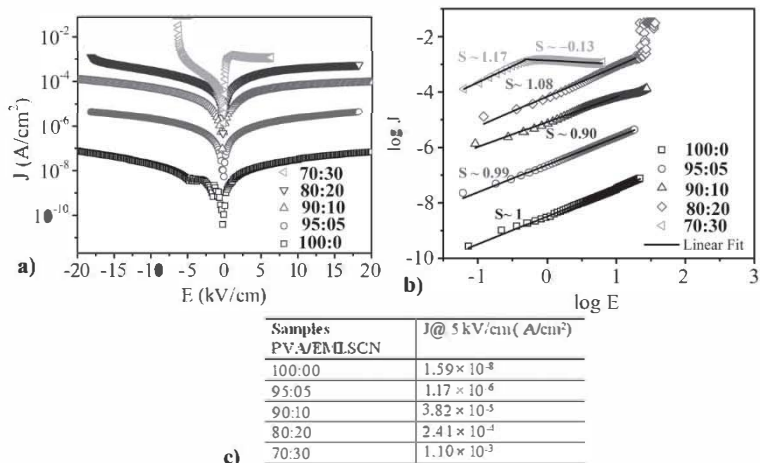 J (A/cm²)
10⁻²
10⁻⁴
10⁻⁶
10⁻⁸
10⁻¹⁰
70:30
80:20
90:10
95:05
100:0
-20 -15 -10 -5 0 5 10 15 20
E (kV/cm)
a)
log J
-2
-4
-6
-8
-10
S ~ 1.17
S ~ −0.13
S ~ 1.08
S ~ 0.90
S ~ 0.99
S ~ 1
100:0
95:05
90:10
80:20
70:30
Linear Fit
-1 0 1 2 3
log E
b)
Samples J@ 5 kV/cm( A/cm²)
PVA/EMI.SCN
100:00 1.59 × 10⁻⁸
95:05 1.17 × 10⁻⁶
90:10 3.82 × 10⁻⁵
80:20 2.41 × 10⁻⁴
70:30 1.10 × 10⁻³
c)